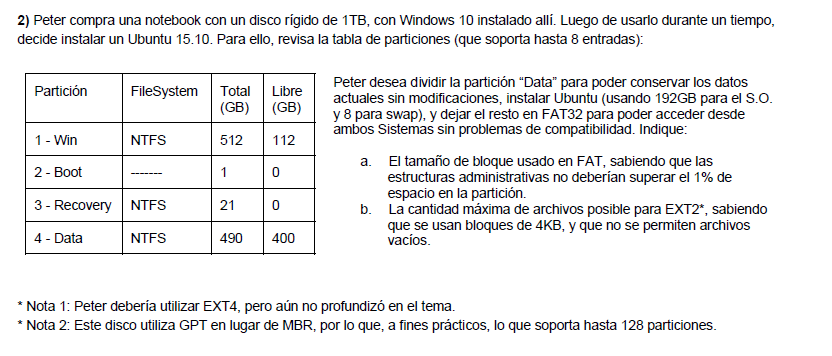 2) Peter compra una notebook con un disco rígido de 1TB, con Windows 10 instalado allí. Luego de usarlo durante un tiempo,
decide instalar un Ubuntu 15.10. Para ello, revisa la tabla de particiones (que soporta hasta 8 entradas):
Partición FileSystem Total (GB) Libre (GB)
1 - Win NTFS 512 112
2 - Boot ------- 1 0
3 - Recovery NTFS 21 0
4 - Data NTFS 490 400
Peter desea dividir la partición “Data” para poder conservar los datos
actuales sin modificaciones, instalar Ubuntu (usando 192GB para el S.O.
y 8 para swap), y dejar el resto en FAT32 para poder acceder desde
ambos Sistemas sin problemas de compatibilidad. Indique:
a. El tamaño de bloque usado en FAT, sabiendo que las
estructuras administrativas no deberían superar el 1% de
espacio en la partición.
b. La cantidad máxima de archivos posible para EXT2*, sabiendo
que se usan bloques de 4KB, y que no se permiten archivos
vacíos.
* Nota 1: Peter debería utilizar EXT4, pero aún no profundizó en el tema.
* Nota 2: Este disco utiliza GPT en lugar de MBR, por lo que, a fines prácticos, lo que soporta hasta 128 particiones.